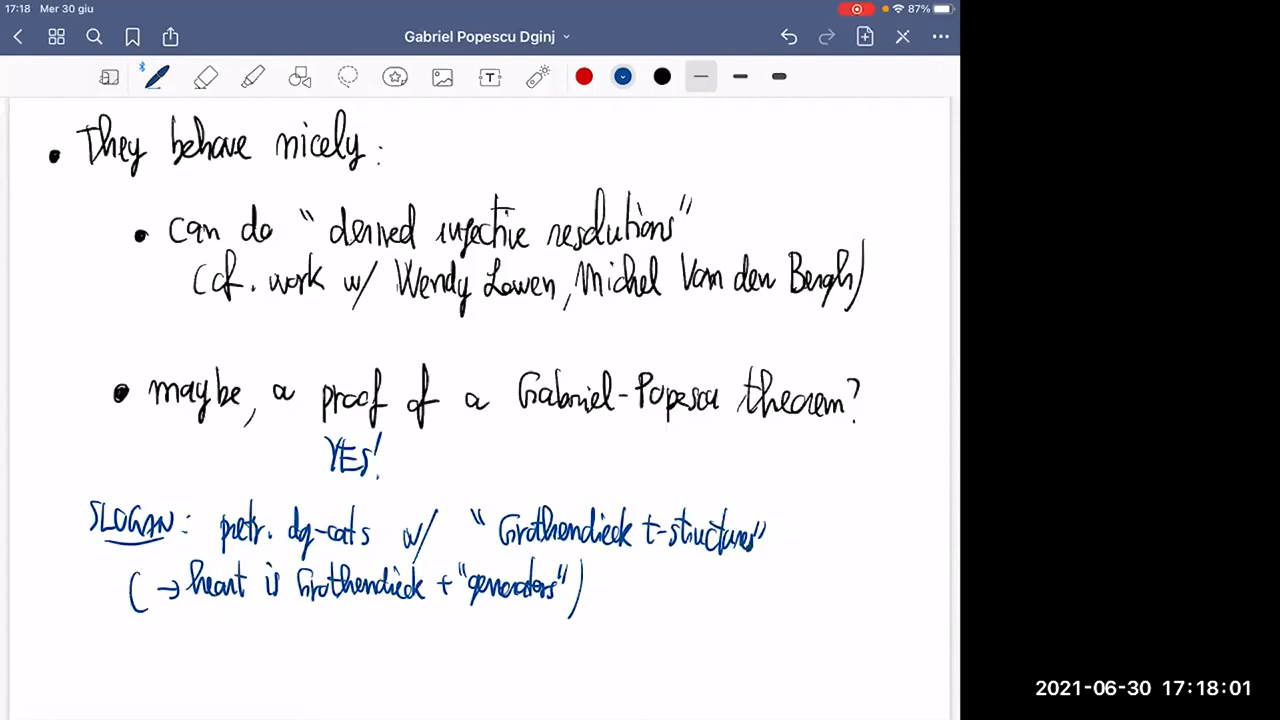 17:18 Mer 30 giu
87%
Gabriel Popescu Dginj
• They behave nicely:
• can do "derived injective resolutions"
(cf. work w/ Wendy Lowen, Michel Van den Bergh)
• maybe, a proof of a Gabriel-Popescu theorem?
YES!
SLOGAN: pretr. dg-cats w/ "Grothendieck t-structures"
(→ heart is Grothendieck + "generators")
2021-06-30 17:18:01